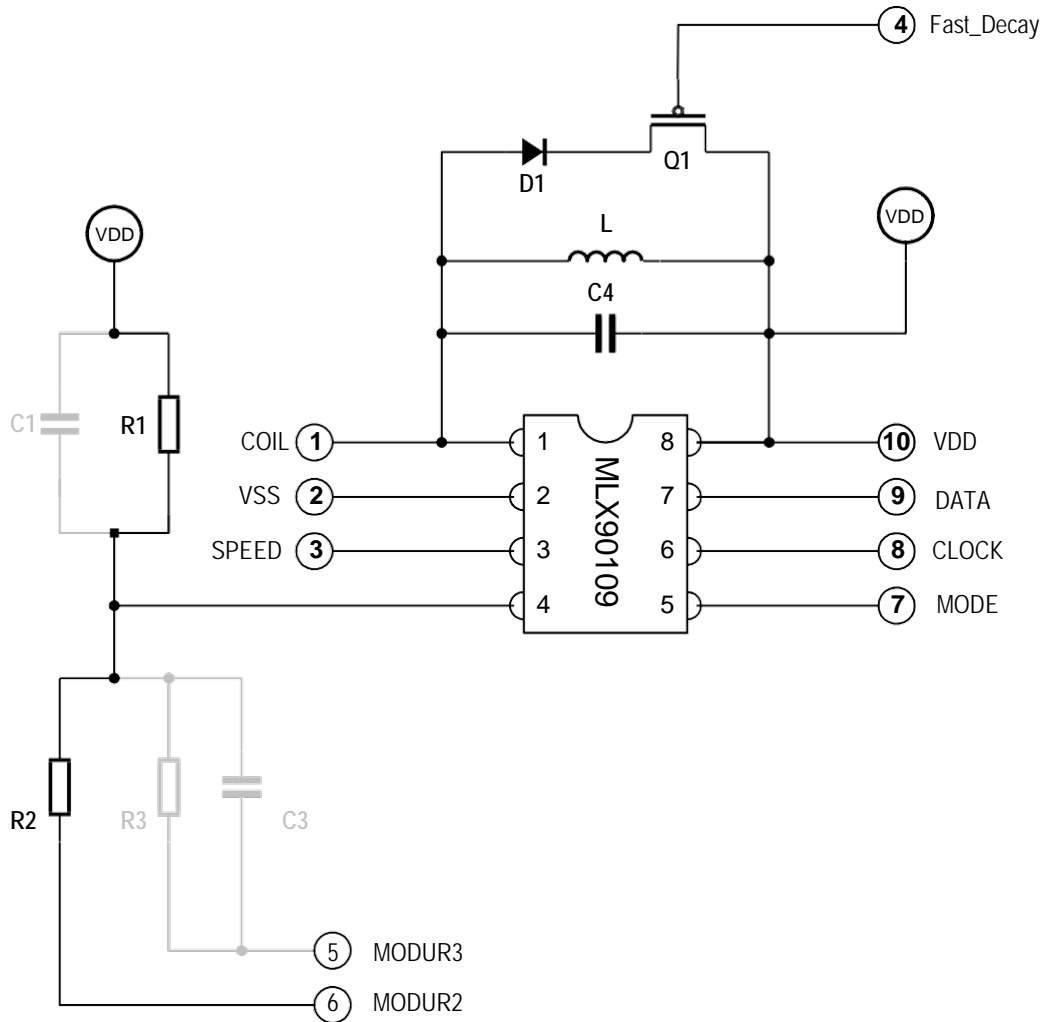 4 Fast_Decay
Q1
D1
VDD
L
VDD
C4
C1
R1
COIL 1
1
8
10 VDD
VSS 2
2
MLX90109
7
9 DATA
SPEED 3
3
6
8 CLOCK
4
5
7 MODE
R2
R3
C3
5 MODUR3
6 MODUR2